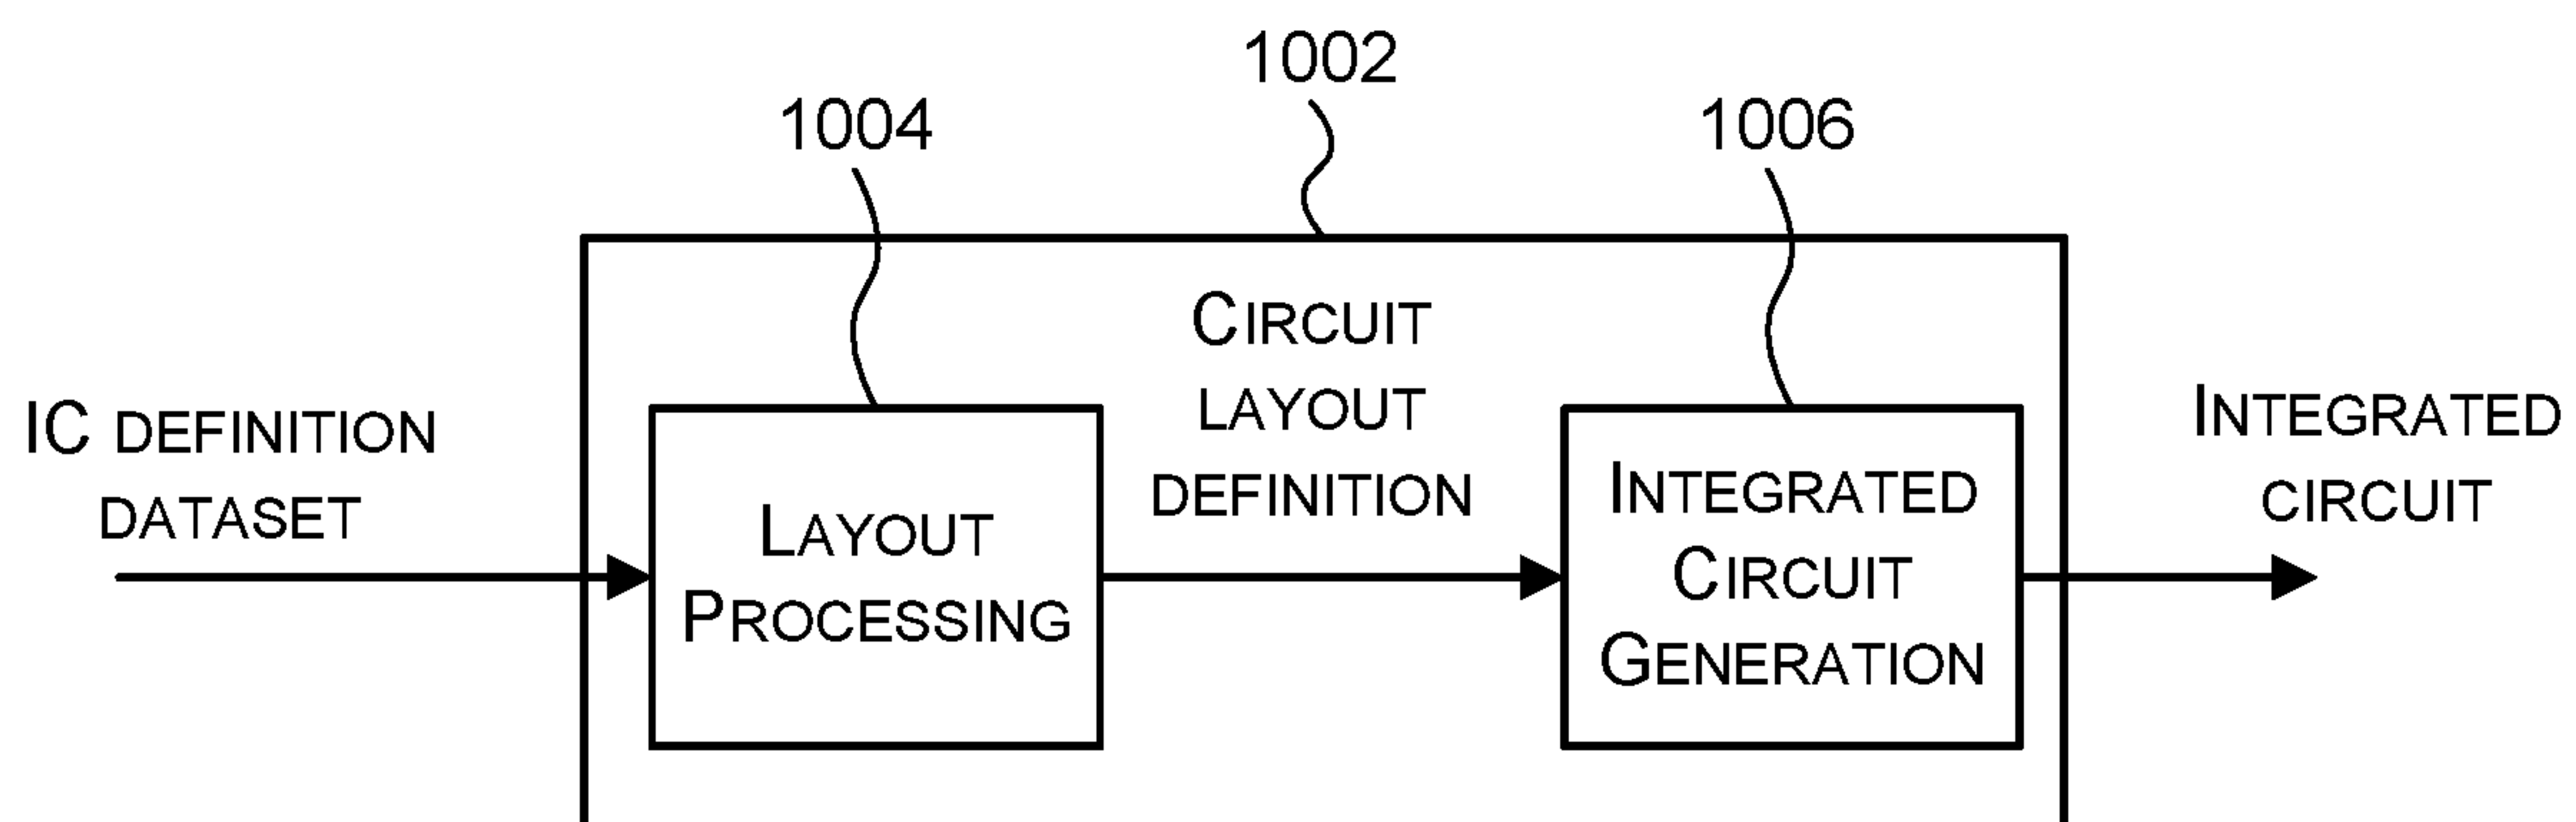 1002
1004
1006
CIRCUIT
LAYOUT
DEFINITION
IC DEFINITION
DATASET
LAYOUT
PROCESSING
INTEGRATED
CIRCUIT
GENERATION
INTEGRATED
CIRCUIT